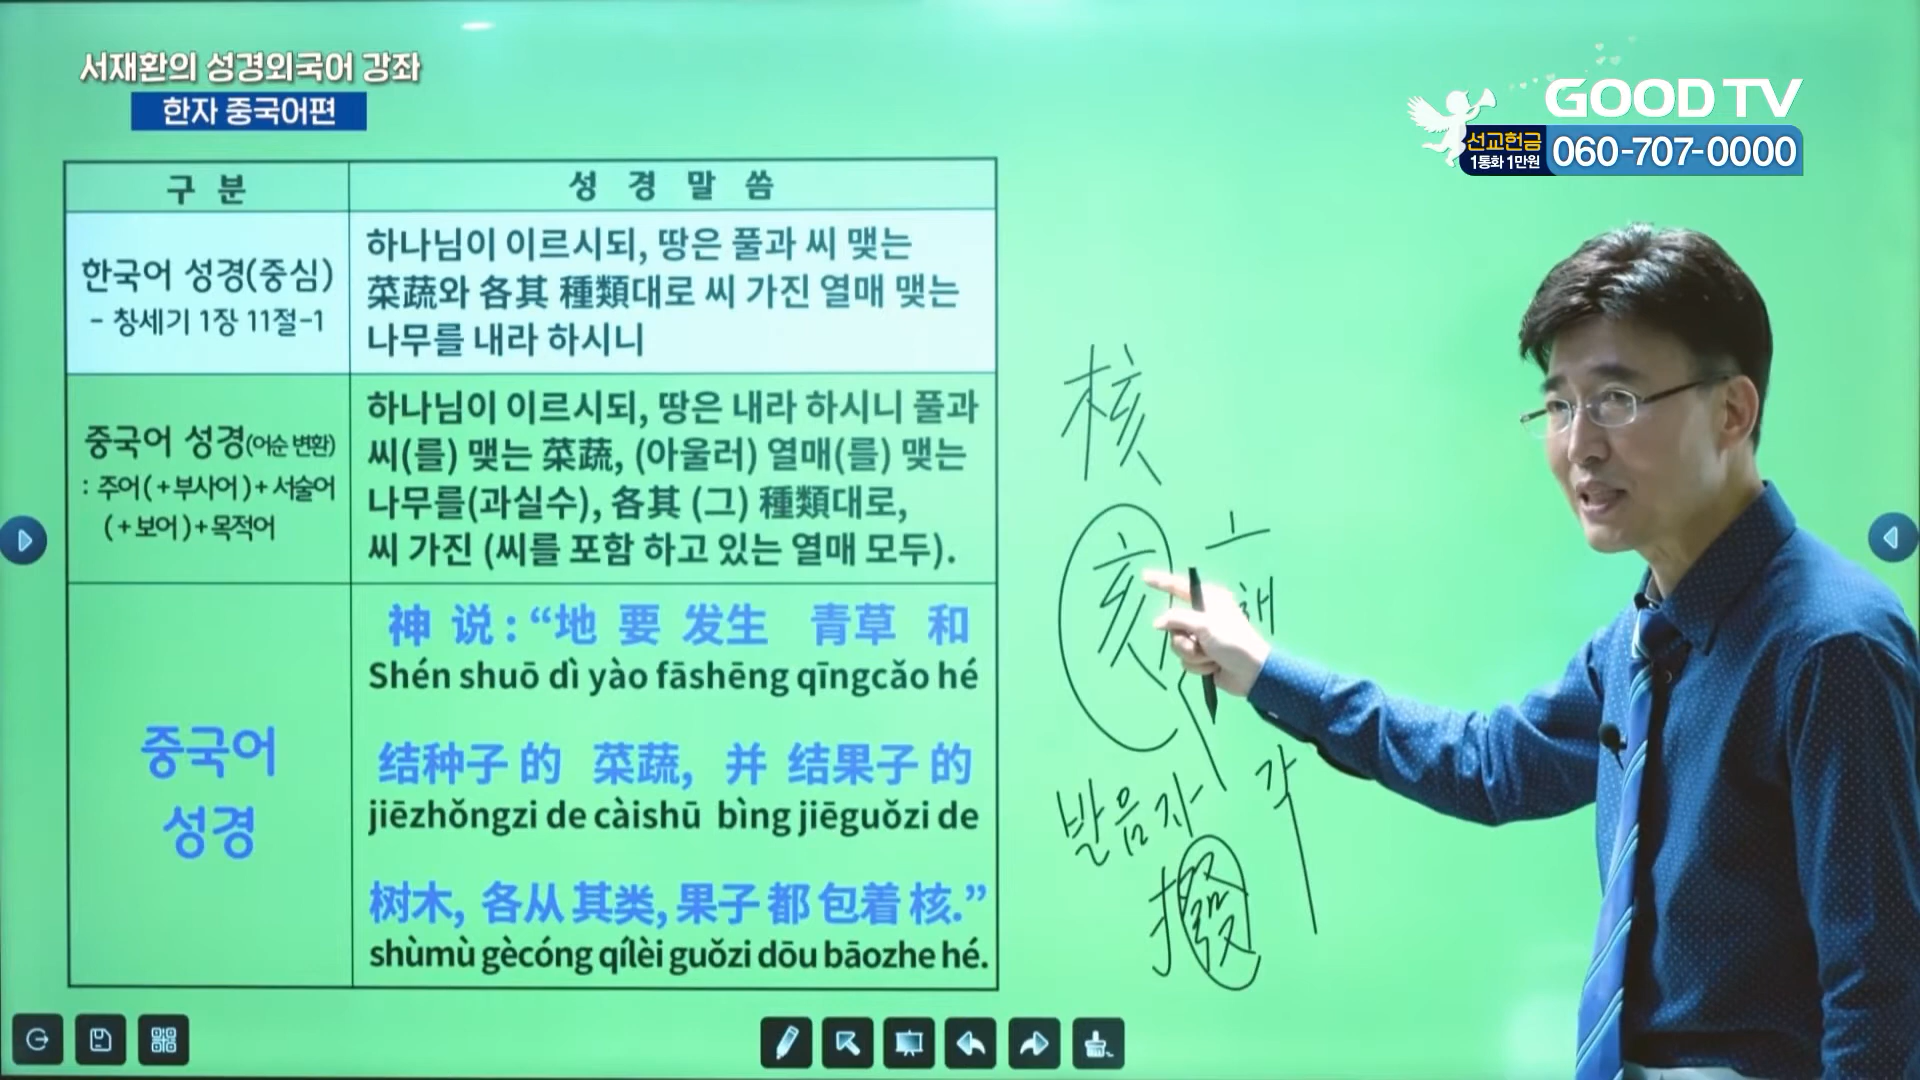 서재환의 성경외국어 강좌
한자 중국어편
GOOD TV
선교헌금
1통화 1만원
060-707-0000
구 분
성 경 말 씀
한국어 성경(중심)
- 창세기 1장 11절-1
하나님이 이르시되, 땅은 풀과 씨 맺는
菜蔬와 各其 種類대로 씨 가진 열매 맺는
나무를 내라 하시니
중국어 성경(어순 변환)
: 주어(+부사어)+서술어
(+보어)+목적어
하나님이 이르시되, 땅은 내라 하시니 풀과
씨(를) 맺는 菜蔬, (아울러) 열매(를) 맺는
나무를(과실수), 各其 (그) 種類대로,
씨 가진 (씨를 포함 하고 있는 열매 모두).
중국어
성경
神 说 : “地 要 发生 青草 和
Shén shuō dì yào fāshēng qīngcǎo hé
结种子 的 菜蔬, 并 结果子 的
jiēzhǒngzi de càishū bìng jiēguǒzi de
树木, 各从其类, 果子 都 包着 核.”
shùmù gècóng qílèi guǒzi dōu bāozhe hé.
核
亥
亠
해
발음자
각
撥